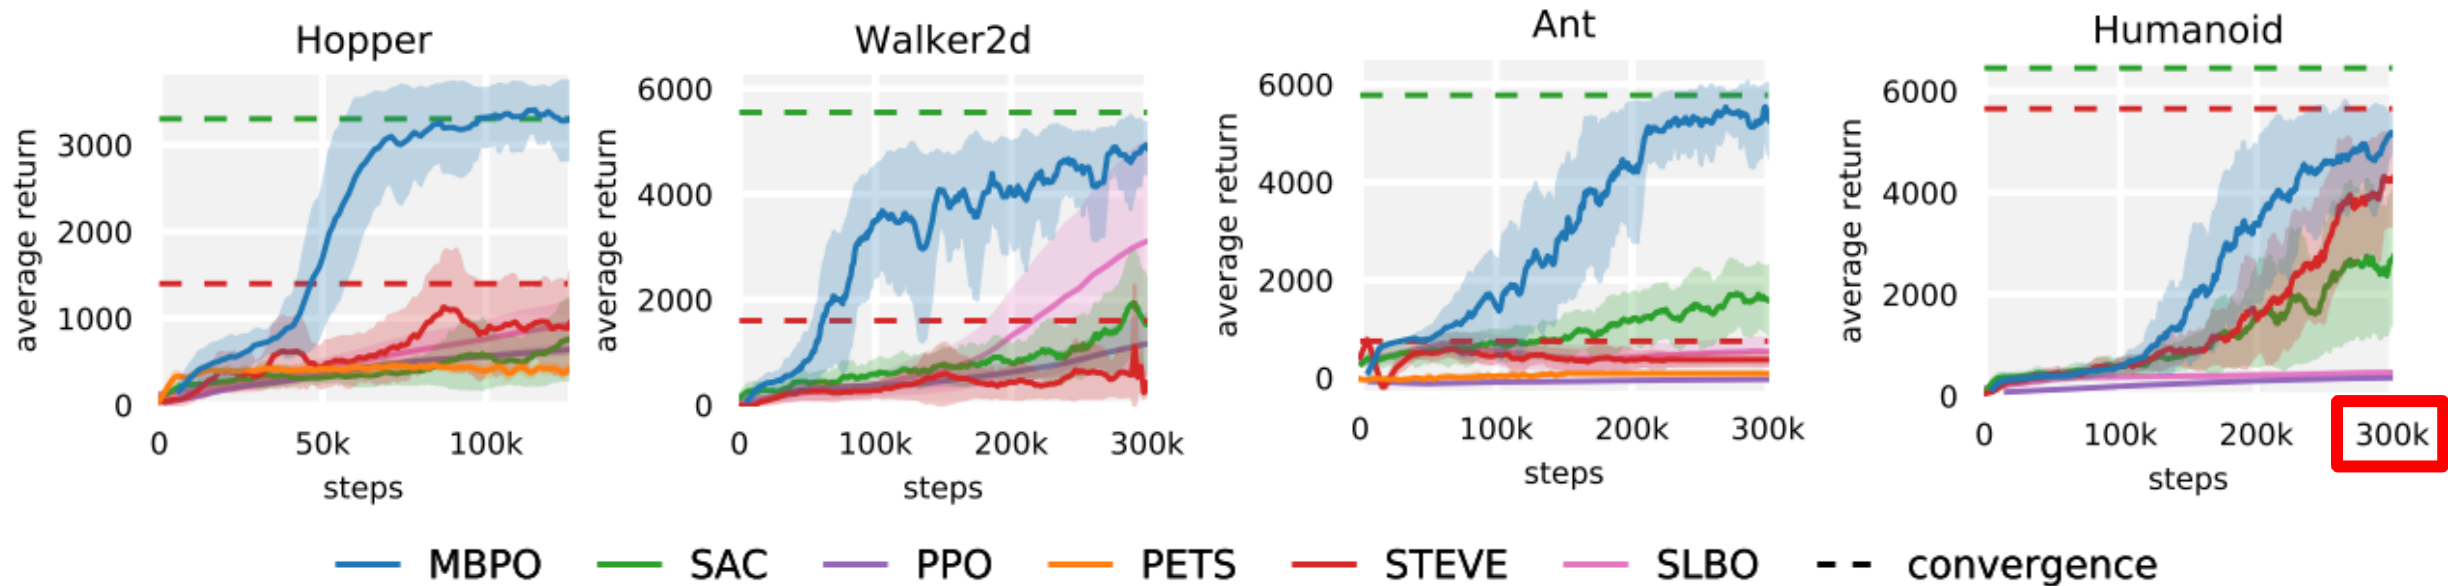 Hopper
average return
3000
2000
1000
0
0 50k 100k
steps
Walker2d
average return
6000
4000
2000
0
0 100k 200k 300k
steps
Ant
average return
6000
4000
2000
0
0 100k 200k 300k
steps
Humanoid
average return
6000
4000
2000
0
0 100k 200k 300k
steps
MBPO SAC PPO PETS STEVE SLBO convergence